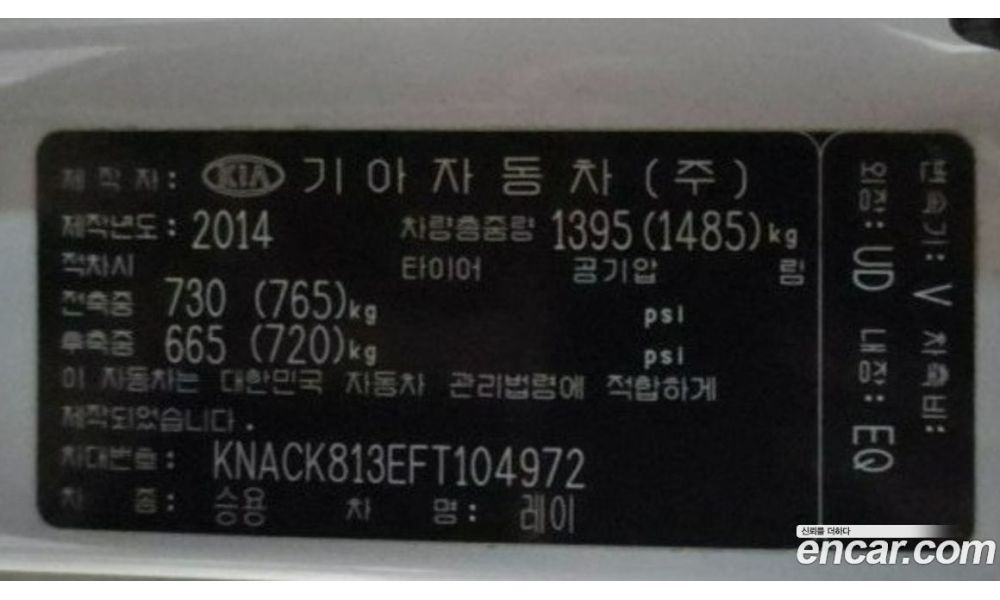 제작자: KIA 기아자동차(주)
제작년도: 2014 차량총중량 1395(1485)kg
적차시 타이어 공기압 림
전축중 730 (765)kg psi
후축중 665 (720)kg psi
이 자동차는 대한민국 자동차 관리법령에 적합하게
제작되었습니다.
차대번호: KNACK813EFT104972
차 종: 승용 차 명: 레이
변속기: V 차축비:
외장: UD 내장: EQ
신뢰를 더하다
encar.com